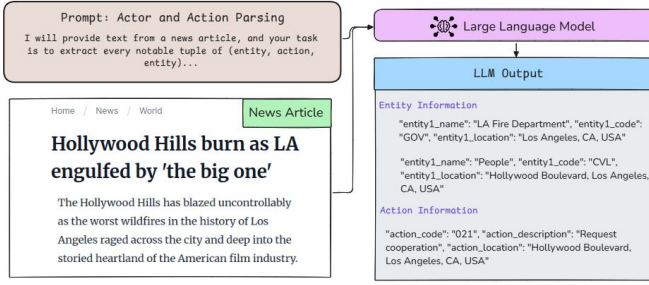 Prompt: Actor and Action Parsing
I will provide text from a news article, and your task
is to extract every notable tuple of (entity, action,
entity)...
Home / News / World
News Article
Hollywood Hills burn as LA
engulfed by 'the big one'
The Hollywood Hills has blazed uncontrollably
as the worst wildfires in the history of Los
Angeles raged across the city and deep into the
storied heartland of the American film industry.
Large Language Model
LLM Output
Entity Information
"entity1_name": "LA Fire Department", "entity1_code":
"GOV", "entity1_location": "Los Angeles, CA, USA"
"entity1_name": "People", "entity1_code": "CVL",
"entity1_location": "Hollywood Boulevard, Los Angeles,
CA, USA"
Action Information
"action_code": "021", "action_description": "Request
cooperation", "action_location": "Hollywood Boulevard,
Los Angeles, CA, USA"